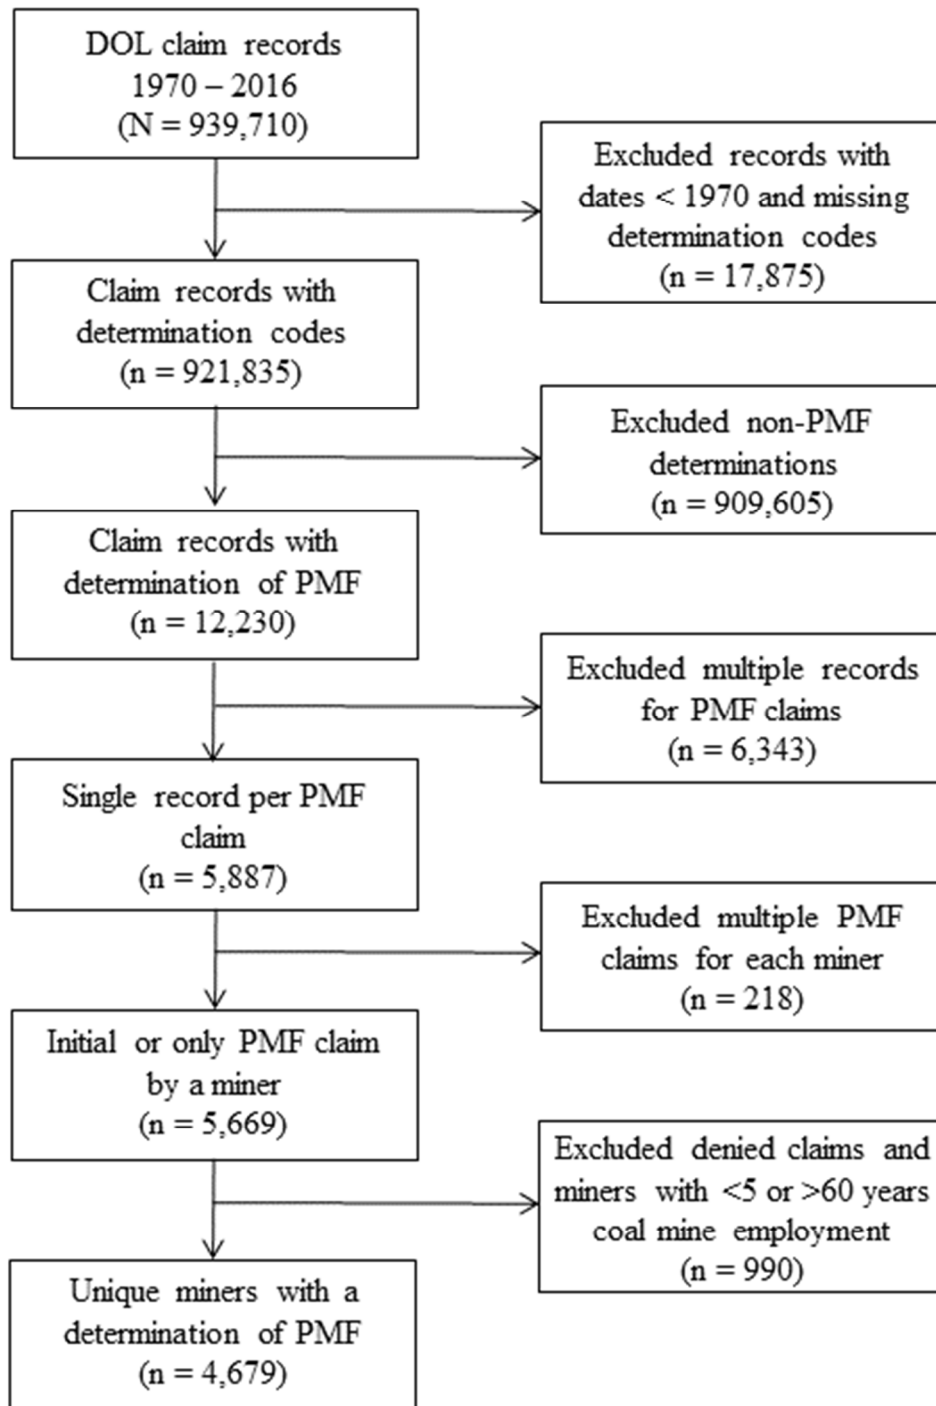 DOL claim records
1970 – 2016
(N = 939,710)
Excluded records with
dates < 1970 and missing
determination codes
(n = 17,875)
Claim records with
determination codes
(n = 921,835)
Excluded non-PMF
determinations
(n = 909,605)
Claim records with
determination of PMF
(n = 12,230)
Excluded multiple records
for PMF claims
(n = 6,343)
Single record per PMF
claim
(n = 5,887)
Excluded multiple PMF
claims for each miner
(n = 218)
Initial or only PMF claim
by a miner
(n = 5,669)
Excluded denied claims and
miners with <5 or >60 years
coal mine employment
(n = 990)
Unique miners with a
determination of PMF
(n = 4,679)